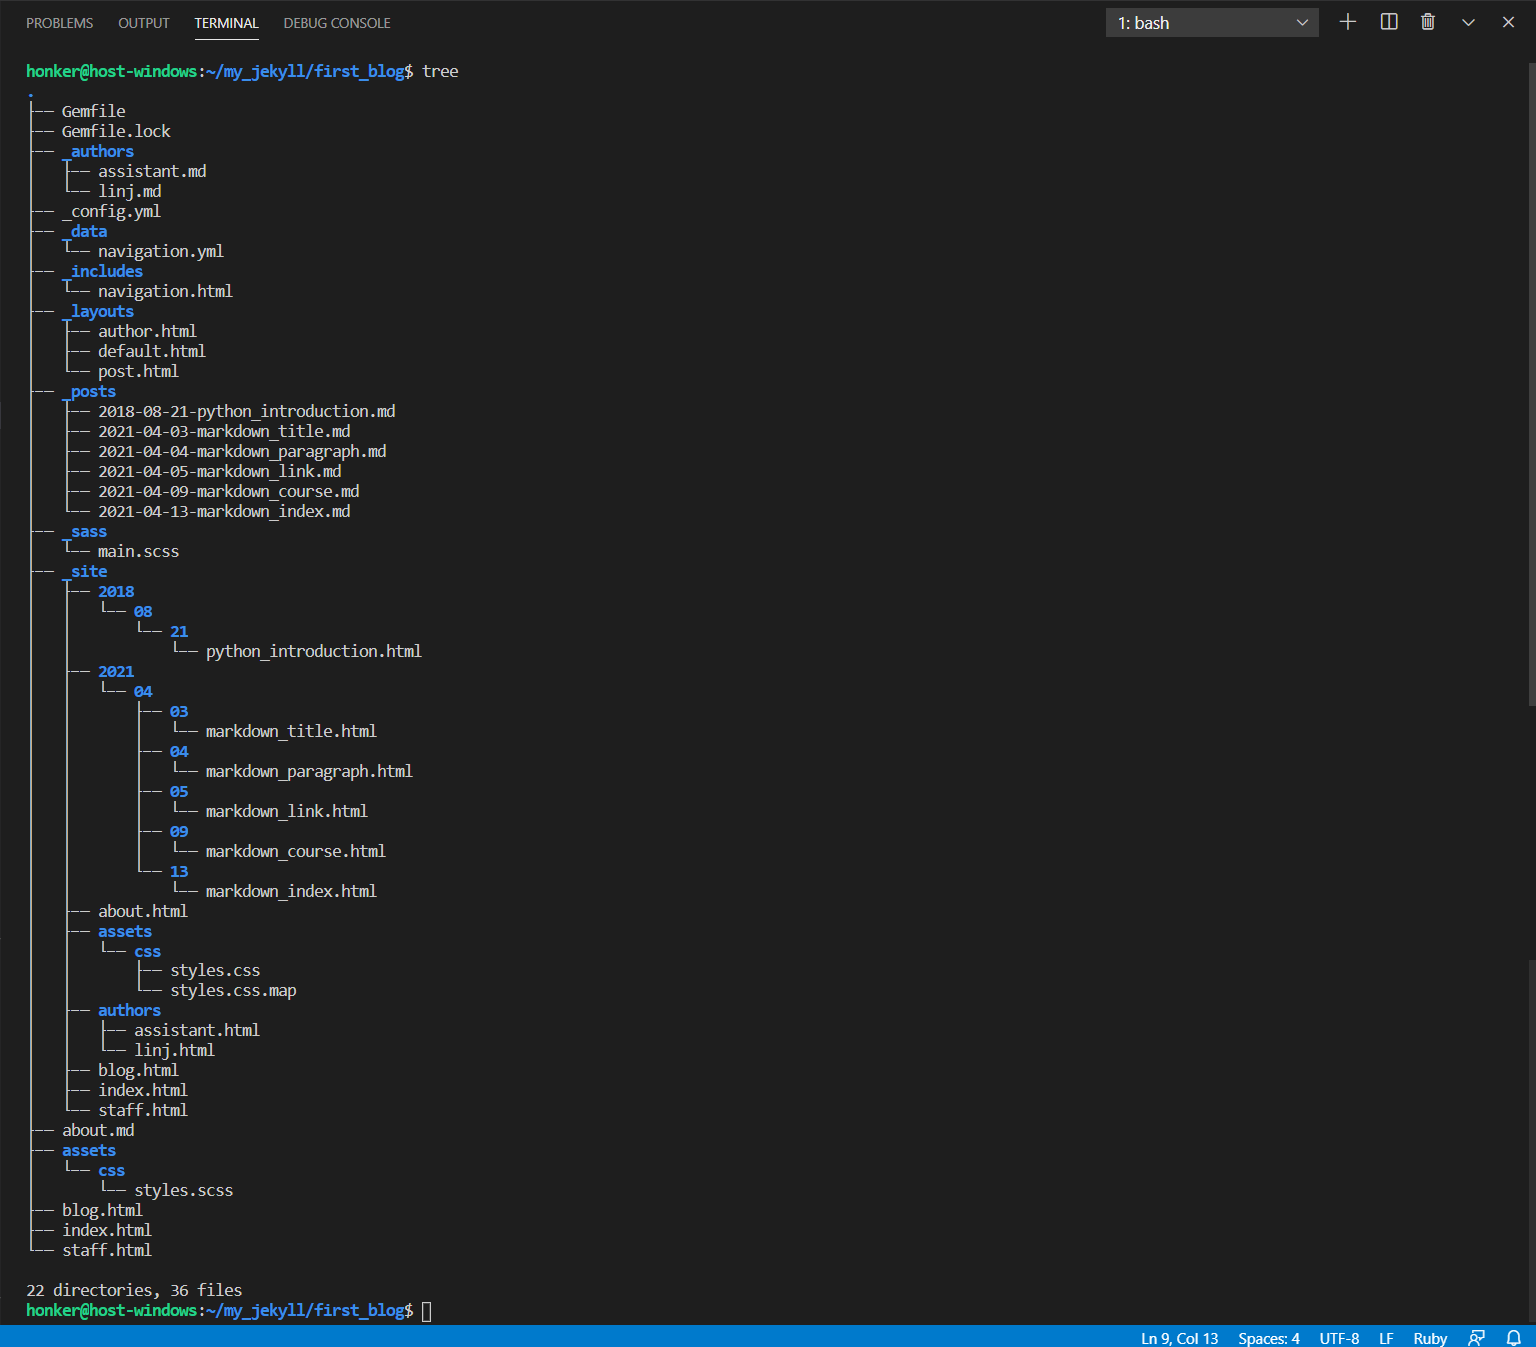 PROBLEMS OUTPUT TERMINAL DEBUG CONSOLE 1: bash
honker@host-windows:~/my_jekyll/first_blog$ tree
.
├── Gemfile
├── Gemfile.lock
├── _authors
│   ├── assistant.md
│   └── linj.md
├── _config.yml
├── _data
│   └── navigation.yml
├── _includes
│   └── navigation.html
├── _layouts
│   ├── author.html
│   ├── default.html
│   └── post.html
├── _posts
│   ├── 2018-08-21-python_introduction.md
│   ├── 2021-04-03-markdown_title.md
│   ├── 2021-04-04-markdown_paragraph.md
│   ├── 2021-04-05-markdown_link.md
│   ├── 2021-04-09-markdown_course.md
│   └── 2021-04-13-markdown_index.md
├── _sass
│   └── main.scss
├── _site
│   ├── 2018
│   │   └── 08
│   │       └── 21
│   │           └── python_introduction.html
│   ├── 2021
│   │   └── 04
│   │       ├── 03
│   │       │   └── markdown_title.html
│   │       ├── 04
│   │       │   └── markdown_paragraph.html
│   │       ├── 05
│   │       │   └── markdown_link.html
│   │       ├── 09
│   │       │   └── markdown_course.html
│   │       └── 13
│   │           └── markdown_index.html
│   ├── about.html
│   ├── assets
│   │   └── css
│   │       ├── styles.css
│   │       └── styles.css.map
│   ├── authors
│   │   ├── assistant.html
│   │   └── linj.html
│   ├── blog.html
│   ├── index.html
│   └── staff.html
├── about.md
├── assets
│   └── css
│       └── styles.scss
├── blog.html
├── index.html
└── staff.html
22 directories, 36 files
honker@host-windows:~/my_jekyll/first_blog$
Ln 9, Col 13 Spaces: 4 UTF-8 LF Ruby